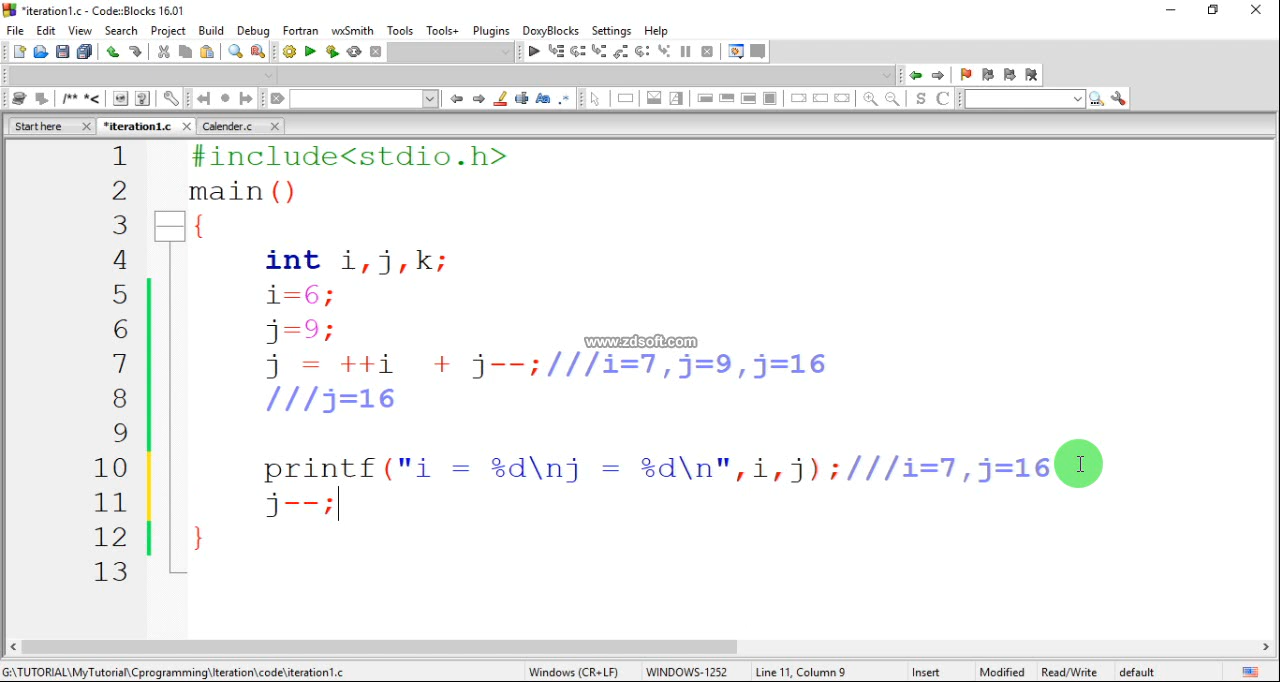 *iteration1.c - Code::Blocks 16.01
File Edit View Search Project Build Debug Fortran wxSmith Tools Tools+ Plugins DoxyBlocks Settings Help
/** *< S C
Start here *iteration1.c Calender.c
1 #include<stdio.h>
2 main()
3 {
4 int i,j,k;
5 i=6;
6 j=9;
www.zdsoft.com
7 j = ++i + j--;///i=7,j=9,j=16
8 ///j=16
9
10 printf("i = %d\nj = %d\n",i,j);///i=7,j=16
11 j--;
12 }
13
G:\TUTORIAL\MyTutorial\Cprogramming\Iteration\code\iteration1.c Windows (CR+LF) WINDOWS-1252 Line 11, Column 9 Insert Modified Read/Write default